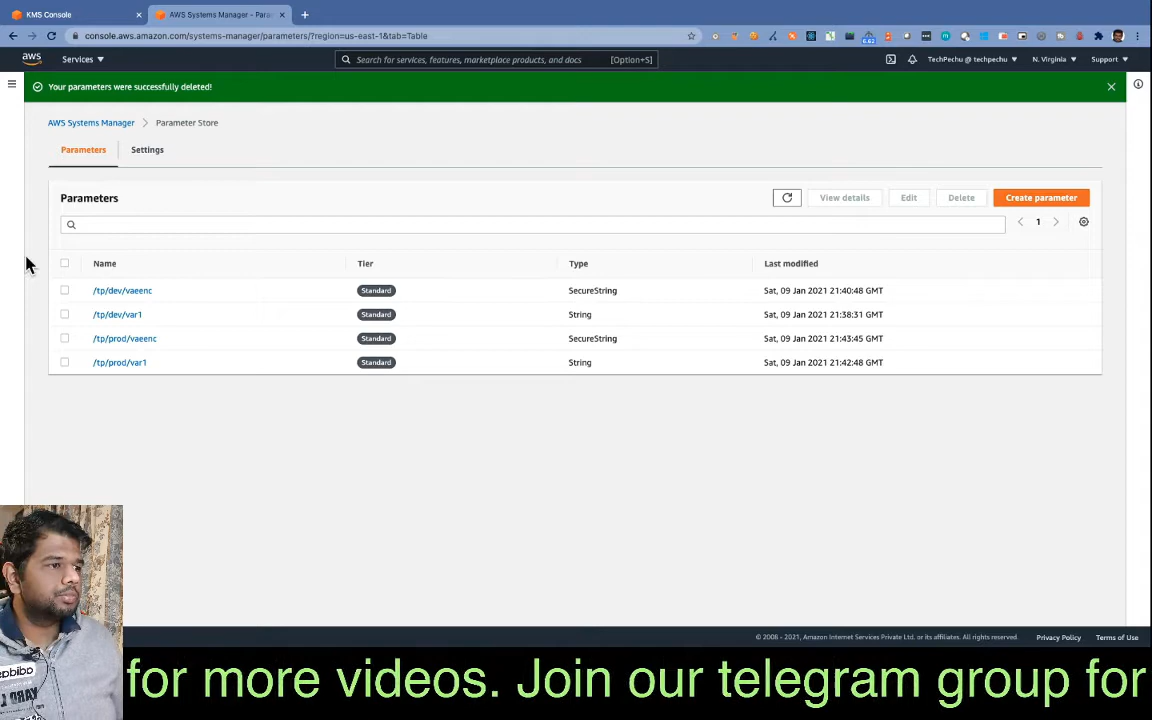 KMS Console
AWS Systems Manager - Para
console.aws.amazon.com/systems-manager/parameters/?region=us-east-1&tab=Table
6.62
aws
Services
Search for services, features, marketplace products, and docs
[Option+S]
TechPechu @ techpechu
N. Virginia
Support
Your parameters were successfully deleted!
AWS Systems Manager
Parameter Store
Parameters
Settings
Parameters
View details
Edit
Delete
Create parameter
1
Name
Tier
Type
Last modified
/tp/dev/vaeenc
Standard
SecureString
Sat, 09 Jan 2021 21:40:48 GMT
/tp/dev/var1
Standard
String
Sat, 09 Jan 2021 21:38:31 GMT
/tp/prod/vaeenc
Standard
SecureString
Sat, 09 Jan 2021 21:43:45 GMT
/tp/prod/var1
Standard
String
Sat, 09 Jan 2021 21:42:48 GMT
© 2008 - 2021, Amazon Internet Services Private Ltd. or its affiliates. All rights reserved.
Privacy Policy
Terms of Use
for more videos. Join our telegram group for